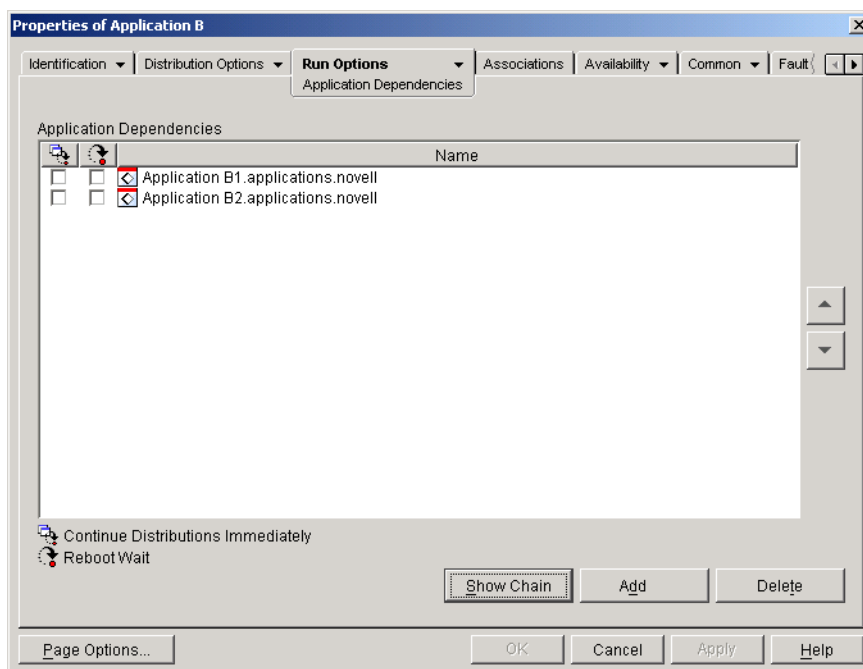 Properties of Application B
Identification Distribution Options Run Options Associations Availability Common Fault
Application Dependencies
Application Dependencies
Name
Application B1.applications.novell
Application B2.applications.novell
Continue Distributions Immediately
Reboot Wait
Show Chain Add Delete
Page Options... OK Cancel Apply Help